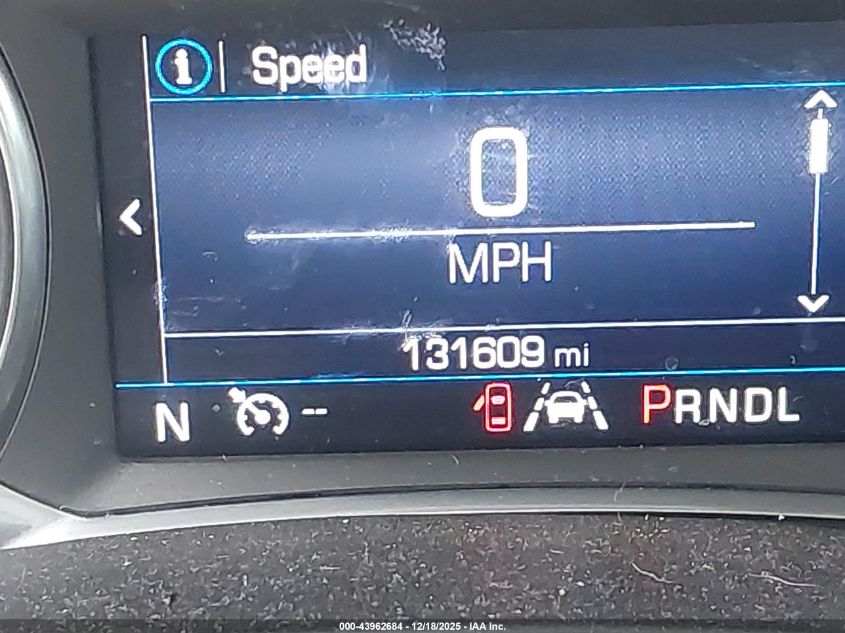 i Speed
0
MPH
131609 mi
N -- PRNDL
000-43962684 - 12/18/2025 - IAA Inc.